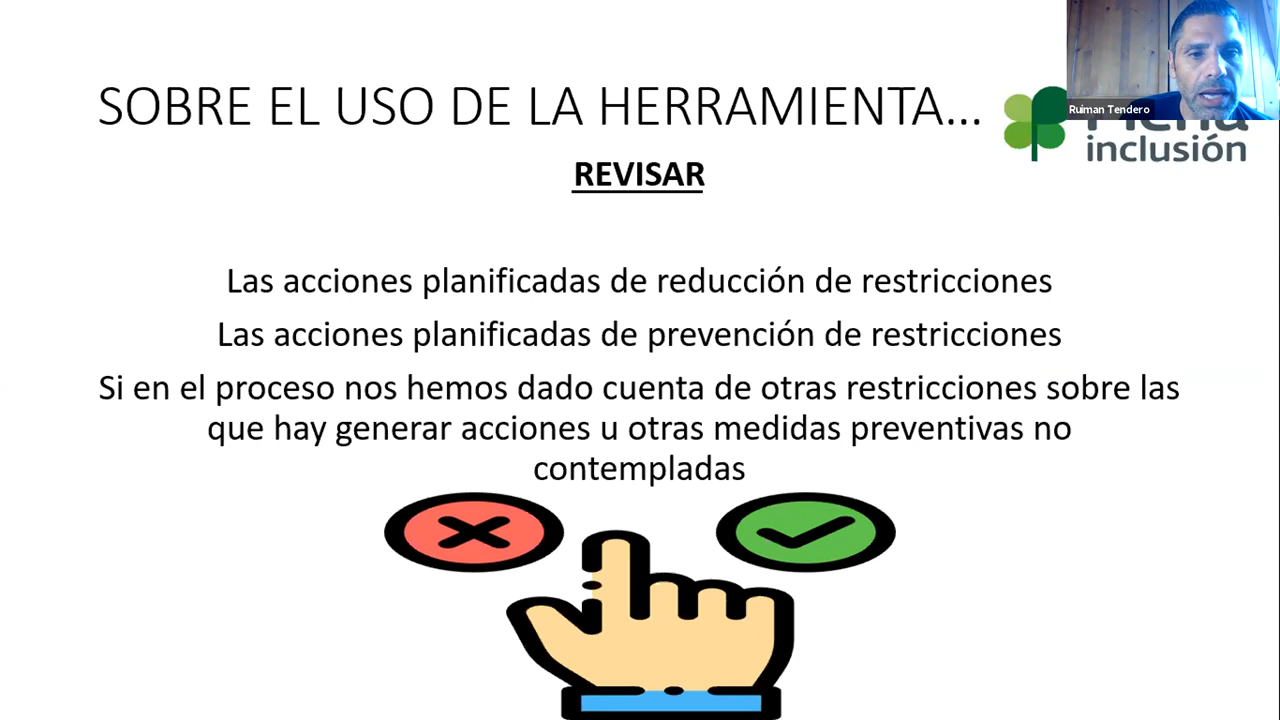 SOBRE EL USO DE LA HERRAMIENTA...
Ruiman Tendero
inclusión
REVISAR
Las acciones planificadas de reducción de restricciones
Las acciones planificadas de prevención de restricciones
Si en el proceso nos hemos dado cuenta de otras restricciones sobre las
que hay generar acciones u otras medidas preventivas no
contempladas